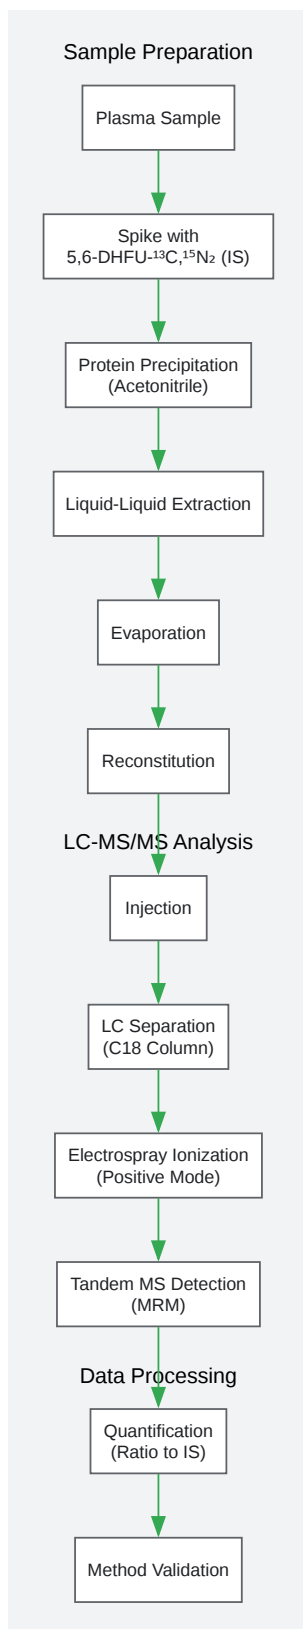 Sample Preparation
Plasma Sample
Spike with
5,6-DHFU-¹³C,¹⁵N₂ (IS)
Protein Precipitation
(Acetonitrile)
Liquid-Liquid Extraction
Evaporation
Reconstitution
LC-MS/MS Analysis
Injection
LC Separation
(C18 Column)
Electrospray Ionization
(Positive Mode)
Tandem MS Detection
(MRM)
Data Processing
Quantification
(Ratio to IS)
Method Validation